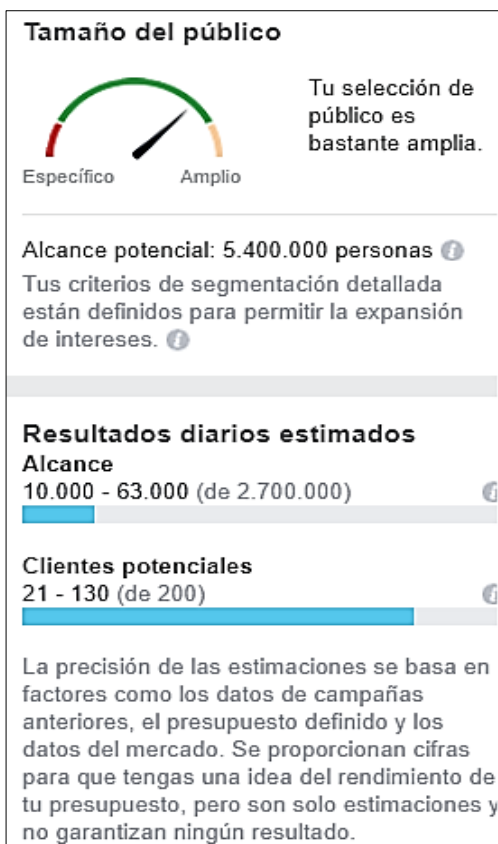 Tamaño del público
Tu selección de
público es
bastante amplia.
Específico Amplio
Alcance potencial: 5.400.000 personas
Tus criterios de segmentación detallada
están definidos para permitir la expansión
de intereses.
Resultados diarios estimados
Alcance
10.000 - 63.000 (de 2.700.000)
Clientes potenciales
21 - 130 (de 200)
La precisión de las estimaciones se basa en
factores como los datos de campañas
anteriores, el presupuesto definido y los
datos del mercado. Se proporcionan cifras
para que tengas una idea del rendimiento de
tu presupuesto, pero son solo estimaciones y
no garantizan ningún resultado.